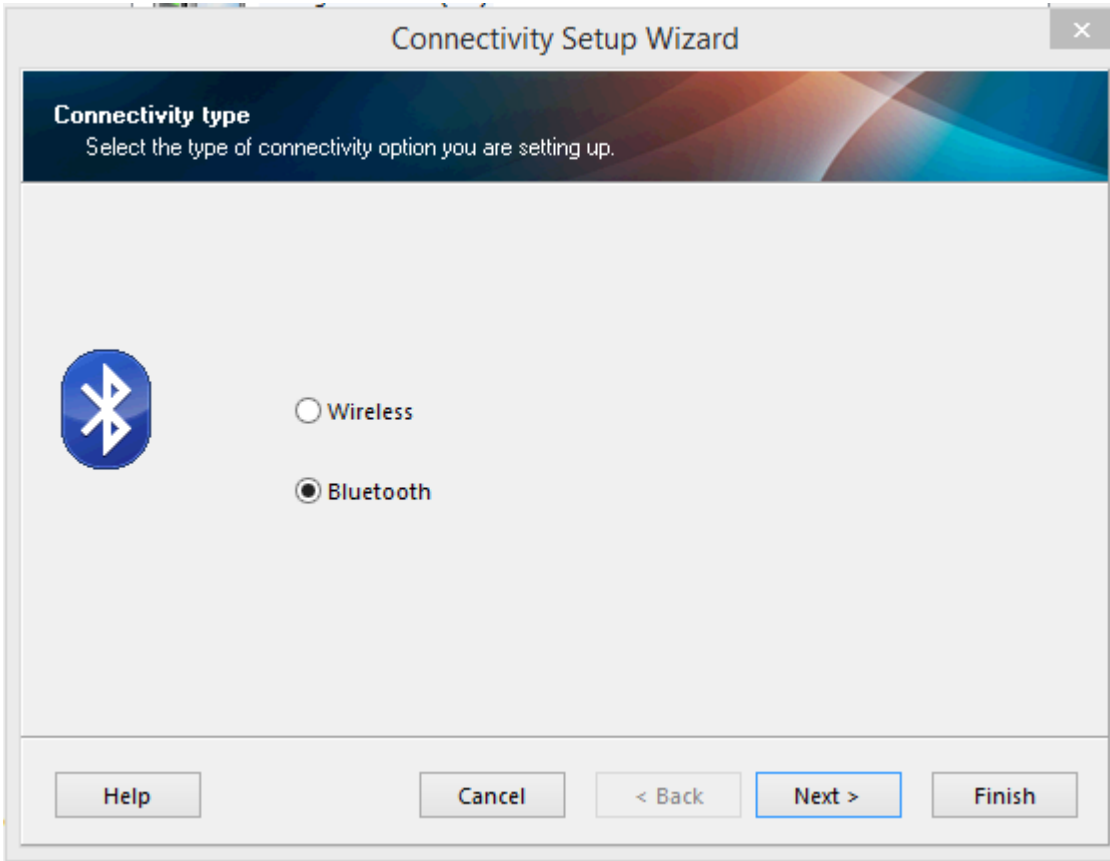 Connectivity Setup Wizard
Connectivity type
Select the type of connectivity option you are setting up.
Wireless
Bluetooth
Help Cancel < Back Next > Finish